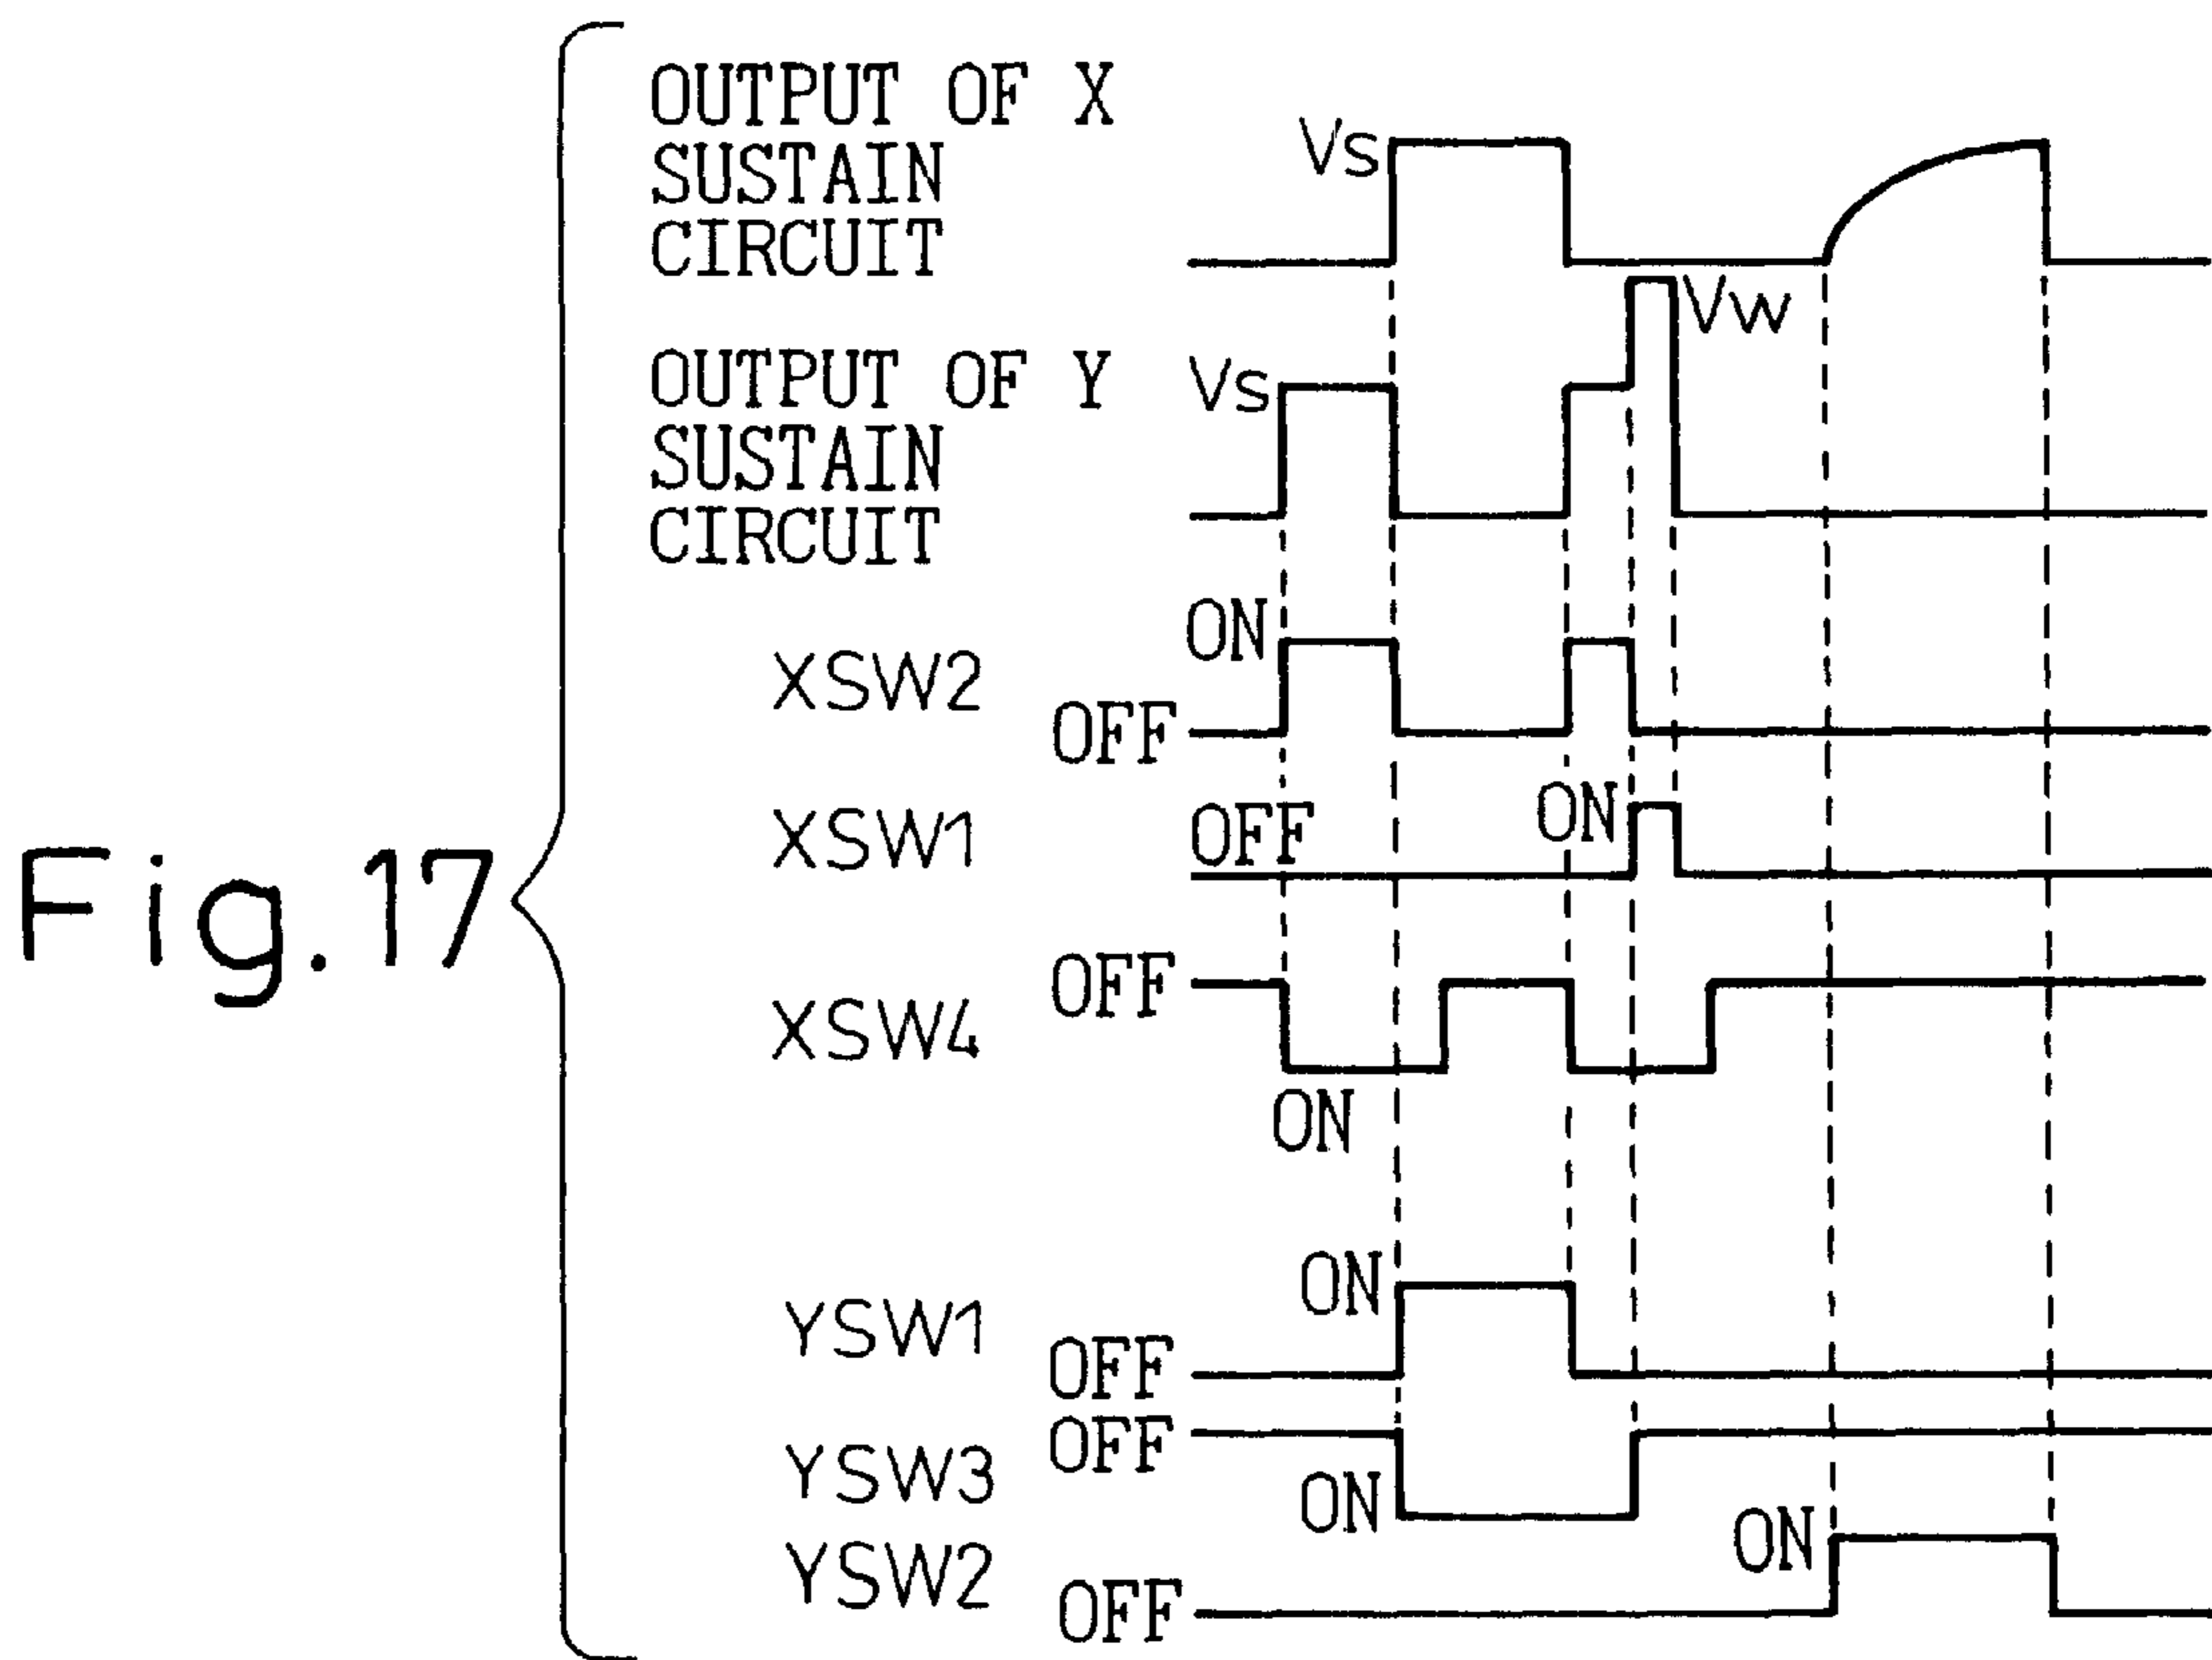 Fig.17
OUTPUT OF X
SUSTAIN
CIRCUIT
Vs
Vw
OUTPUT OF Y
SUSTAIN
CIRCUIT
Vs
XSW2
ON
OFF
XSW1
OFF
ON
XSW4
OFF
ON
YSW1
ON
OFF
YSW3
OFF
ON
YSW2
ON
OFF